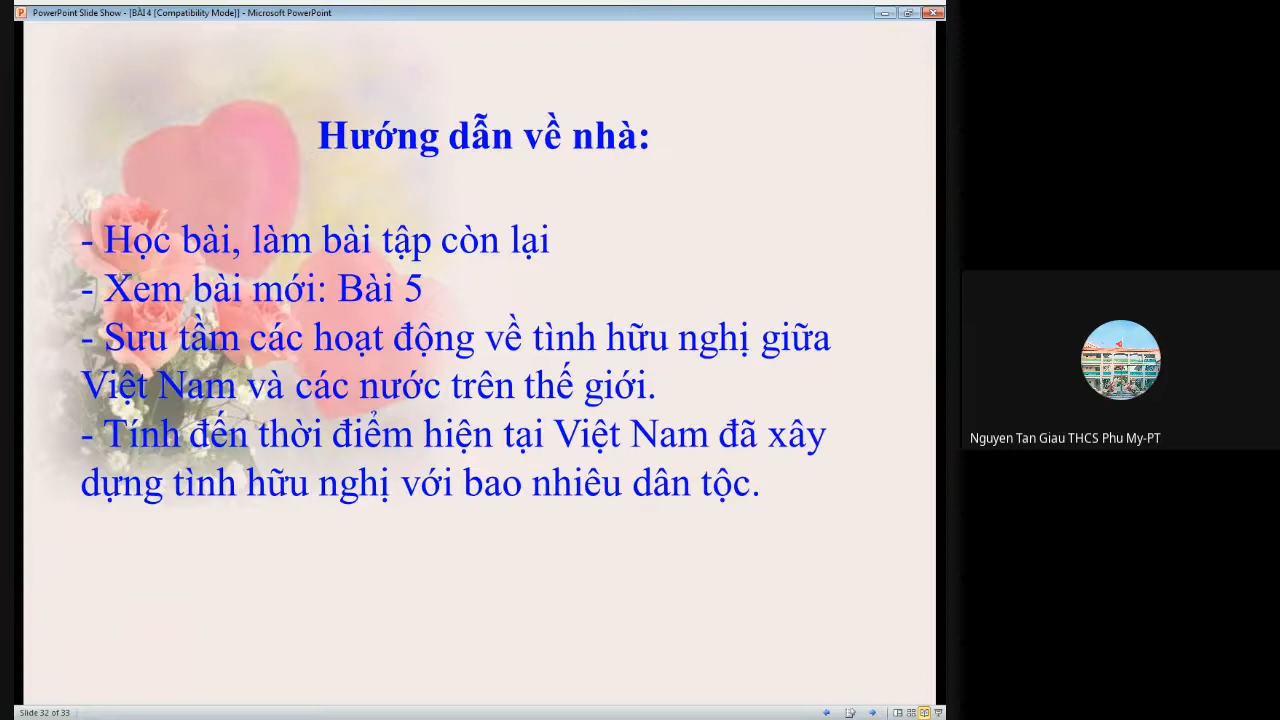 PowerPoint Slide Show - [BÀI 4 [Compatibility Mode]] - Microsoft PowerPoint
Hướng dẫn về nhà:
- Học bài, làm bài tập còn lại
- Xem bài mới: Bài 5
- Sưu tầm các hoạt động về tình hữu nghị giữa
Việt Nam và các nước trên thế giới.
- Tính đến thời điểm hiện tại Việt Nam đã xây
dựng tình hữu nghị với bao nhiêu dân tộc.
Nguyen Tan Giau THCS Phu My-PT
Slide 32 of 33